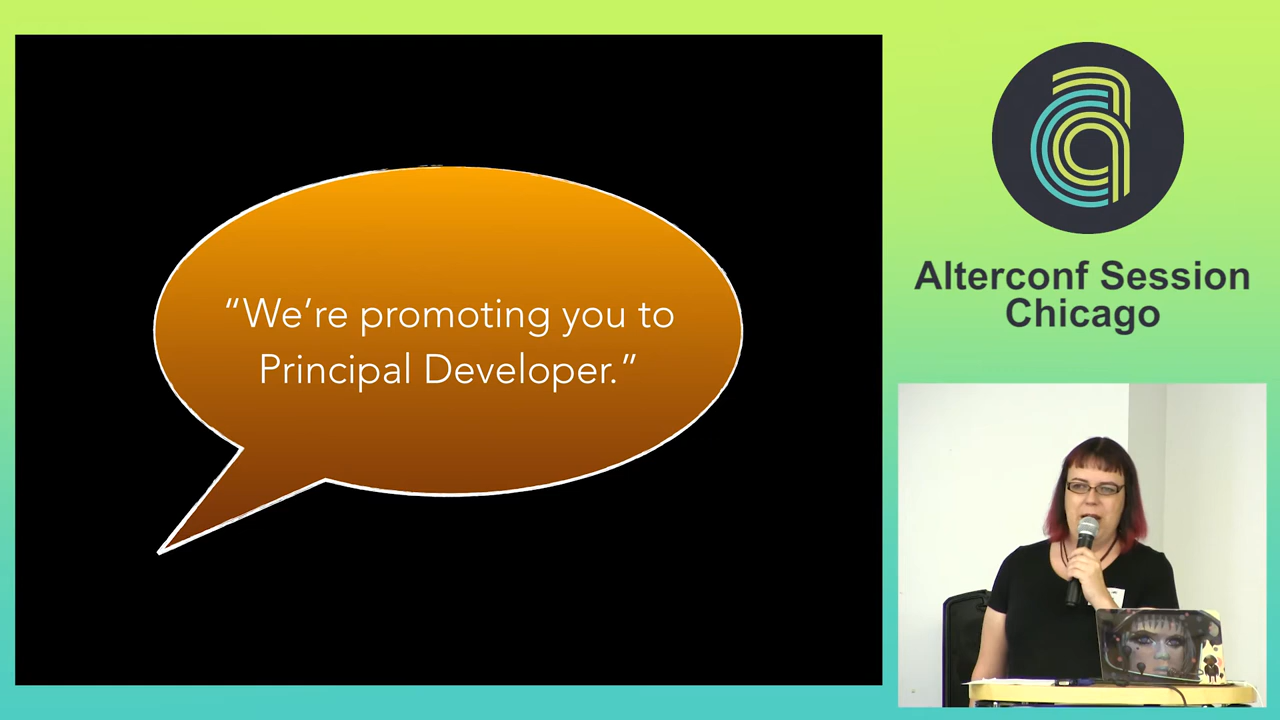 “We’re promoting you to
Principal Developer.”
Alterconf Session
Chicago